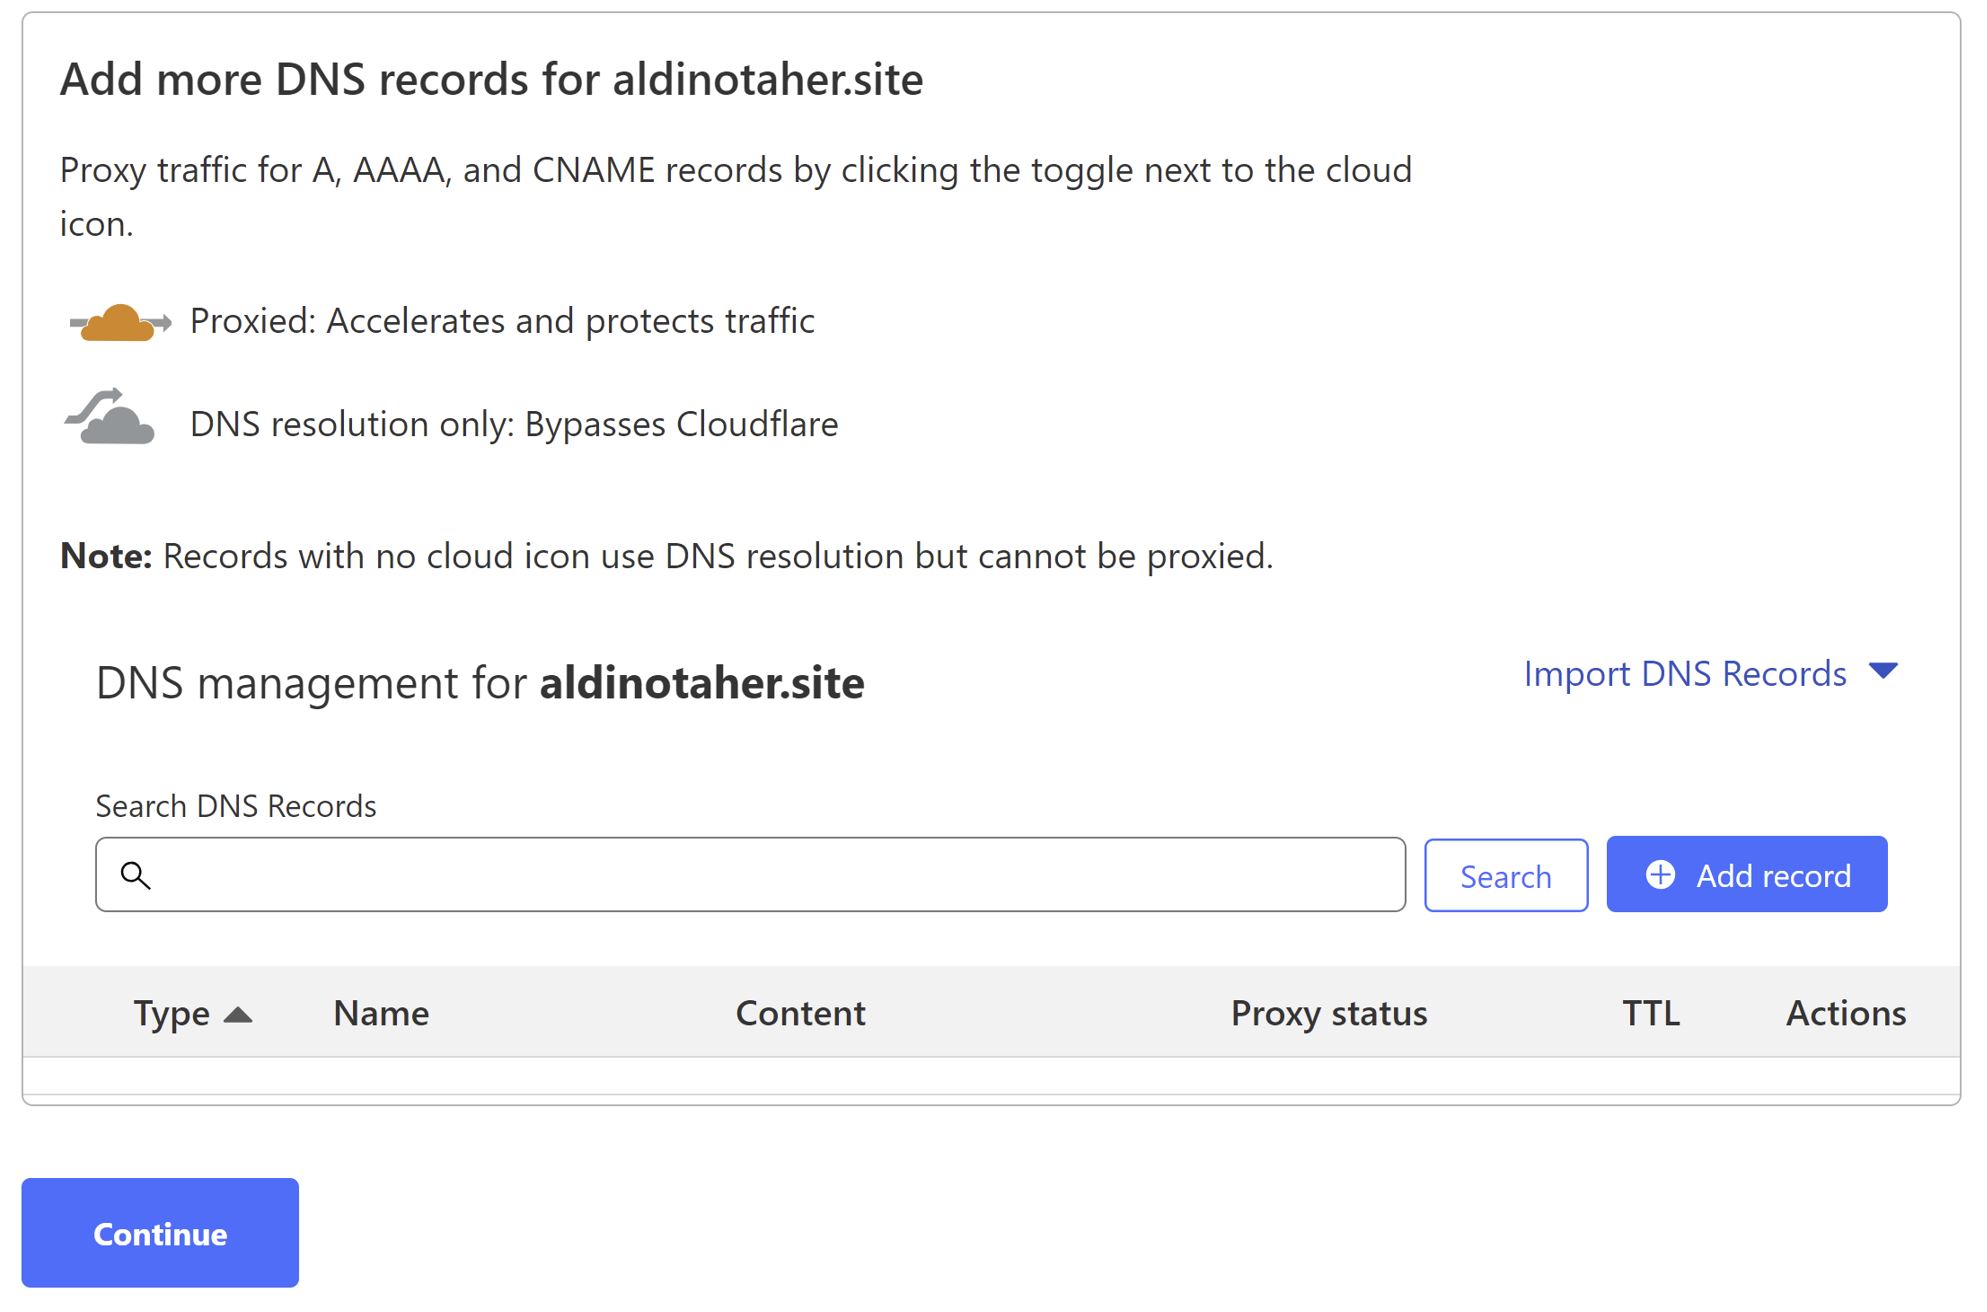 Add more DNS records for aldinotaher.site
Proxy traffic for A, AAAA, and CNAME records by clicking the toggle next to the cloud
icon.
Proxied: Accelerates and protects traffic
DNS resolution only: Bypasses Cloudflare
Note: Records with no cloud icon use DNS resolution but cannot be proxied.
DNS management for aldinotaher.site
Import DNS Records
Search DNS Records
Search
Add record
Type Name Content Proxy status TTL Actions
Continue